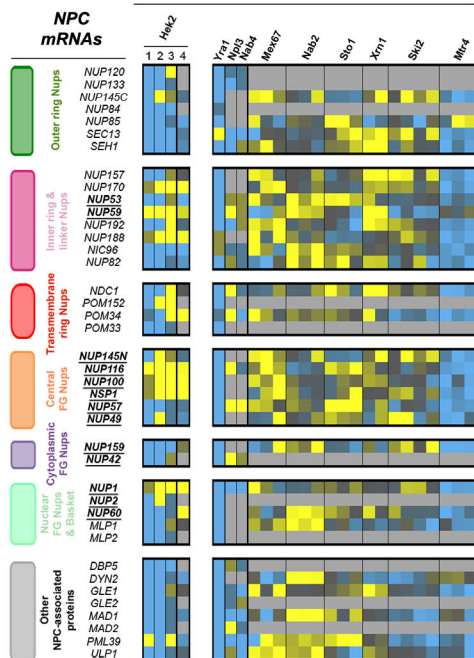 NPC
mRNAs
Hek2
1 2 3 4
Yra1
Npl3
Nab4
Mex67
Nab2
Sto1
Xrn1
Ski2
Mtr4
Outer ring Nups
NUP120
NUP133
NUP145C
NUP84
NUP85
SEC13
SEH1
Inner ring &
linker Nups
NUP157
NUP170
NUP53
NUP59
NUP192
NUP188
NIC96
NUP82
Transmembrane
ring Nups
NDC1
POM152
POM34
POM33
Central
FG Nups
NUP145N
NUP116
NUP100
NSP1
NUP57
NUP49
Cytoplasmic
FG Nups
NUP159
NUP42
Nuclear
FG Nups
& Basket
NUP1
NUP2
NUP60
MLP1
MLP2
Other
NPC-associated
proteins
DBP5
DYN2
GLE1
GLE2
MAD1
MAD2
PML39
ULP1